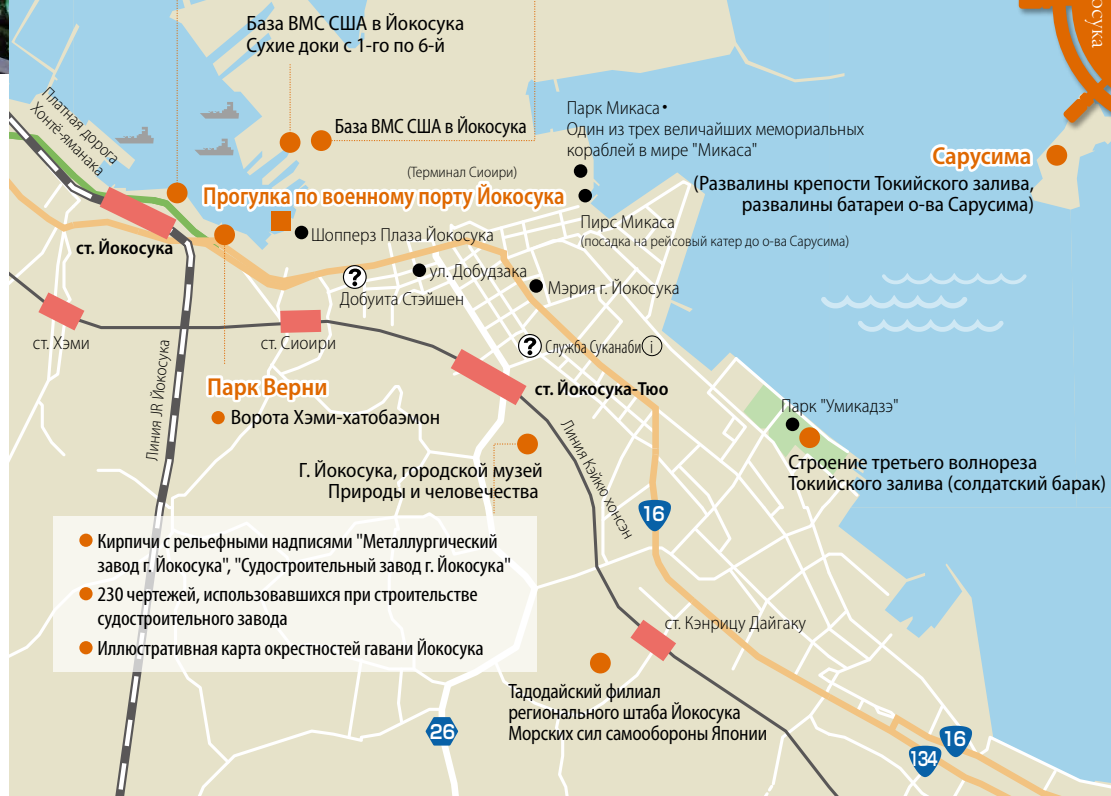 База ВМС США в Йокосука
Сухие доки с 1-го по 6-й
осука
Платная дорога
Хонтё-яманака
База ВМС США в Йокосука
Парк Микаса•
Один из трех величайших мемориальных
кораблей в мире "Микаса"
(Терминал Сиоири)
Сарусима
(Развалины крепости Токийского залива,
развалины батареи о-ва Сарусима)
Прогулка по военному порту Йокосука
Пирс Микаса
(посадка на рейсовый катер до о-ва Сарусима)
ст. Йокосука
Шопперз Плаза Йокосука
? ул. Добудзака
Добуита Стэйшен
Мэрия г. Йокосука
ст. Хэми
ст. Сиоири
? Служба Суканаби i
Линия JR Йокосука
Парк Верни
Ворота Хэми-хатобаэмон
ст. Йокосука-Тюо
Парк "Умикадзэ"
Линия Кэйкю хонсэн
Г. Йокосука, городской музей
Природы и человечества
Строение третьего волнореза
Токийского залива (солдатский барак)
16
Кирпичи с рельефными надписями "Металлургический
завод г. Йокосука", "Судостроительный завод г. Йокосука"
230 чертежей, использовавшихся при строительстве
судостроительного завода
Иллюстративная карта окрестностей гавани Йокосука
ст. Кэнрицу Дайгаку
Тадодайский филиал
регионального штаба Йокосука
Морских сил самообороны Японии
26
16
134